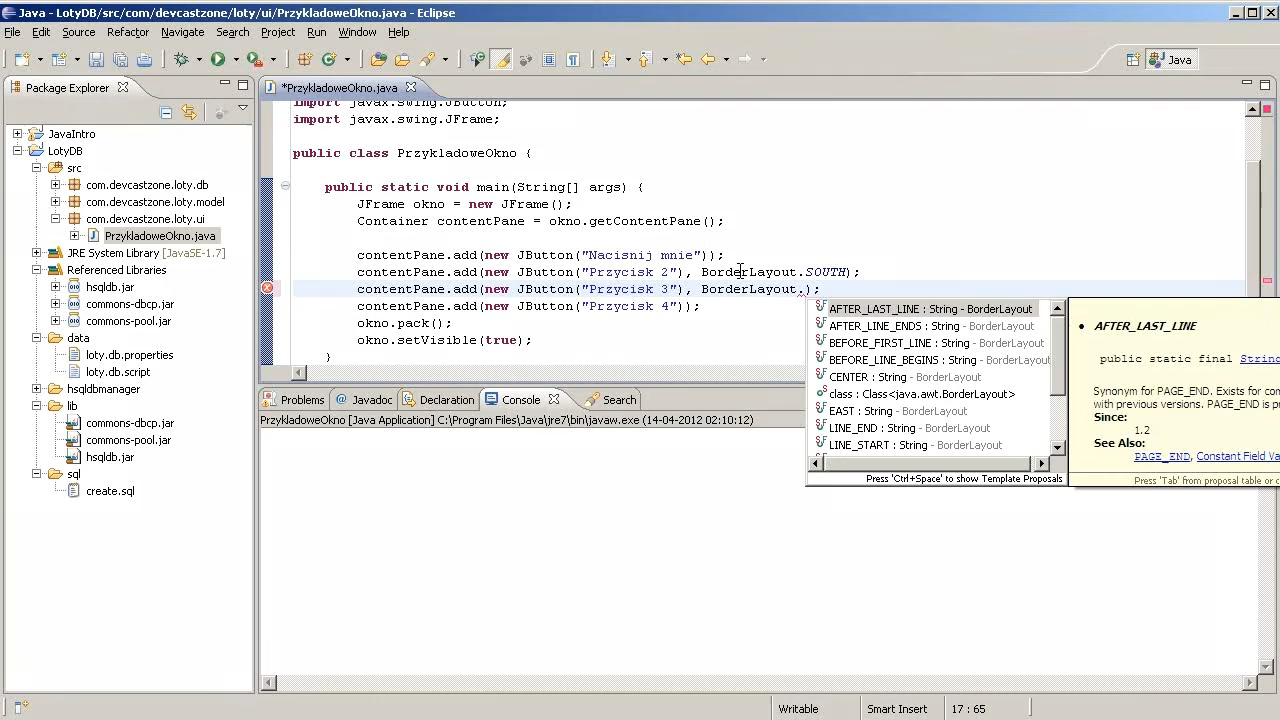 Java - LotyDB/src/com/devcastzone/loty/ui/PrzykladoweOkno.java - Eclipse
File Edit Source Refactor Navigate Search Project Run Window Help
Java
Package Explorer
*PrzykladoweOkno.java
JavaIntro
LotyDB
src
com.devcastzone.loty.db
com.devcastzone.loty.model
com.devcastzone.loty.ui
PrzykladoweOkno.java
JRE System Library [JavaSE-1.7]
Referenced Libraries
hsqldb.jar
commons-dbcp.jar
commons-pool.jar
data
loty.db.properties
loty.db.script
hsqldbmanager
lib
commons-dbcp.jar
commons-pool.jar
hsqldb.jar
sql
create.sql
import javax.swing.JButton;
import javax.swing.JFrame;
public class PrzykladoweOkno {
public static void main(String[] args) {
JFrame okno = new JFrame();
Container contentPane = okno.getContentPane();
contentPane.add(new JButton("Nacisnij mnie"));
contentPane.add(new JButton("Przycisk 2"), BorderLayout.SOUTH);
contentPane.add(new JButton("Przycisk 3"), BorderLayout.);
contentPane.add(new JButton("Przycisk 4"));
okno.pack();
okno.setVisible(true);
}
AFTER_LAST_LINE : String - BorderLayout
AFTER_LINE_ENDS : String - BorderLayout
BEFORE_FIRST_LINE : String - BorderLayout
BEFORE_LINE_BEGINS : String - BorderLayout
CENTER : String - BorderLayout
class : Class<java.awt.BorderLayout>
EAST : String - BorderLayout
LINE_END : String - BorderLayout
LINE_START : String - BorderLayout
Press 'Ctrl+Space' to show Template Proposals
AFTER_LAST_LINE
public static final String
Synonym for PAGE_END. Exists for com
with previous versions. PAGE_END is p
Since:
1.2
See Also:
PAGE_END, Constant Field Va
Press 'Tab' from proposal table or c
Problems Javadoc Declaration Console Search
PrzykladoweOkno [Java Application] C:\Program Files\Java\jre7\bin\javaw.exe (14-04-2012 02:10:12)
Writable Smart Insert 17 : 65